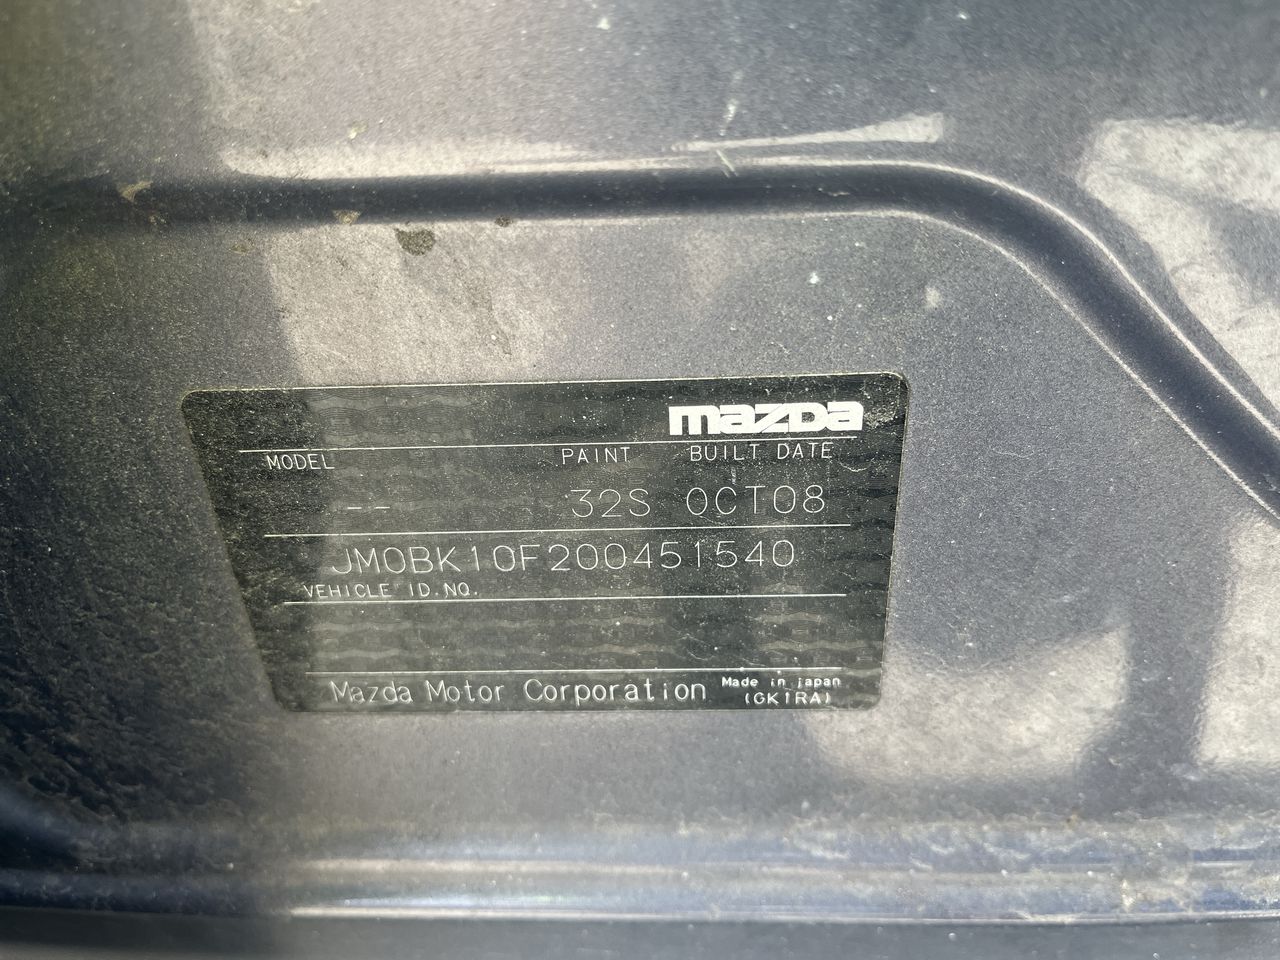 mazda
MODEL PAINT BUILT DATE
-- 32S OCT08
JM0BK10F200451540
VEHICLE ID.NO.
Mazda Motor Corporation Made in japan
(GK1RA)